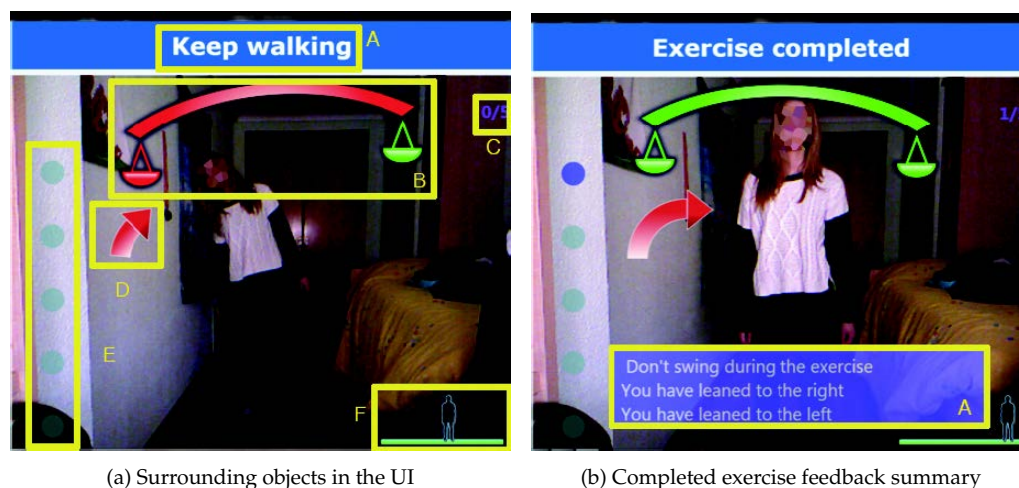 Keep walking
A
0/5
B
C
D
E
F
(a) Surrounding objects in the UI
Exercise completed
1/
Don't swing during the exercise
You have leaned to the right
You have leaned to the left
A
(b) Completed exercise feedback summary